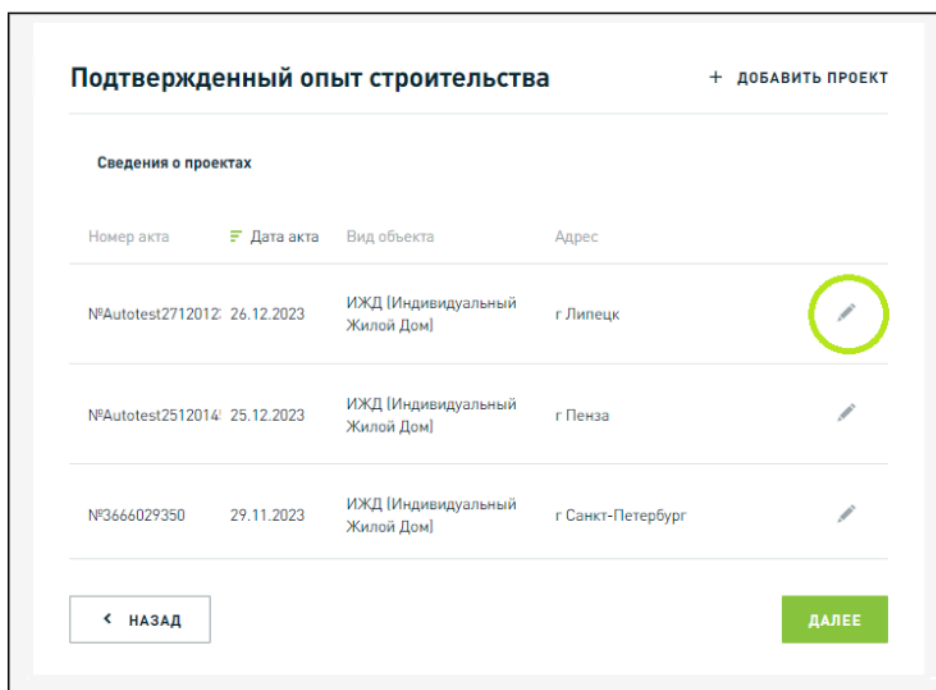 Подтвержденный опыт строительства + ДОБАВИТЬ ПРОЕКТ
Сведения о проектах
Номер акта Дата акта Вид объекта Адрес
№Autotest2712012 26.12.2023 ИЖД (Индивидуальный Жилой Дом) г Липецк
№Autotest2512014 25.12.2023 ИЖД (Индивидуальный Жилой Дом) г Пенза
№3666029350 29.11.2023 ИЖД (Индивидуальный Жилой Дом) г Санкт-Петербург
НАЗАД ДАЛЕЕ